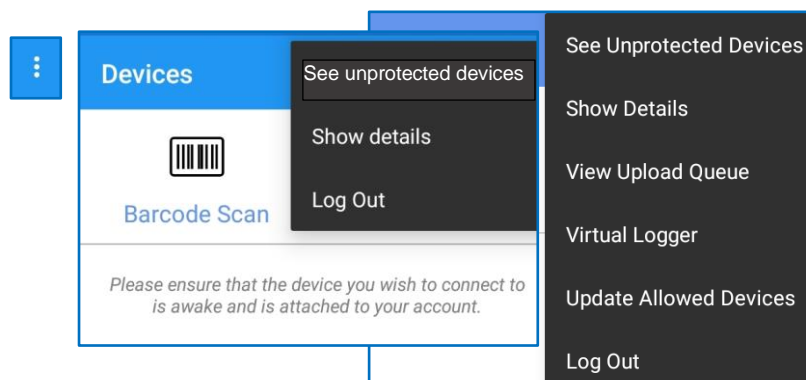 Devices
See unprotected devices
Show details
Log Out
Barcode Scan
Please ensure that the device you wish to connect to
is awake and is attached to your account.
See Unprotected Devices
Show Details
View Upload Queue
Virtual Logger
Update Allowed Devices
Log Out